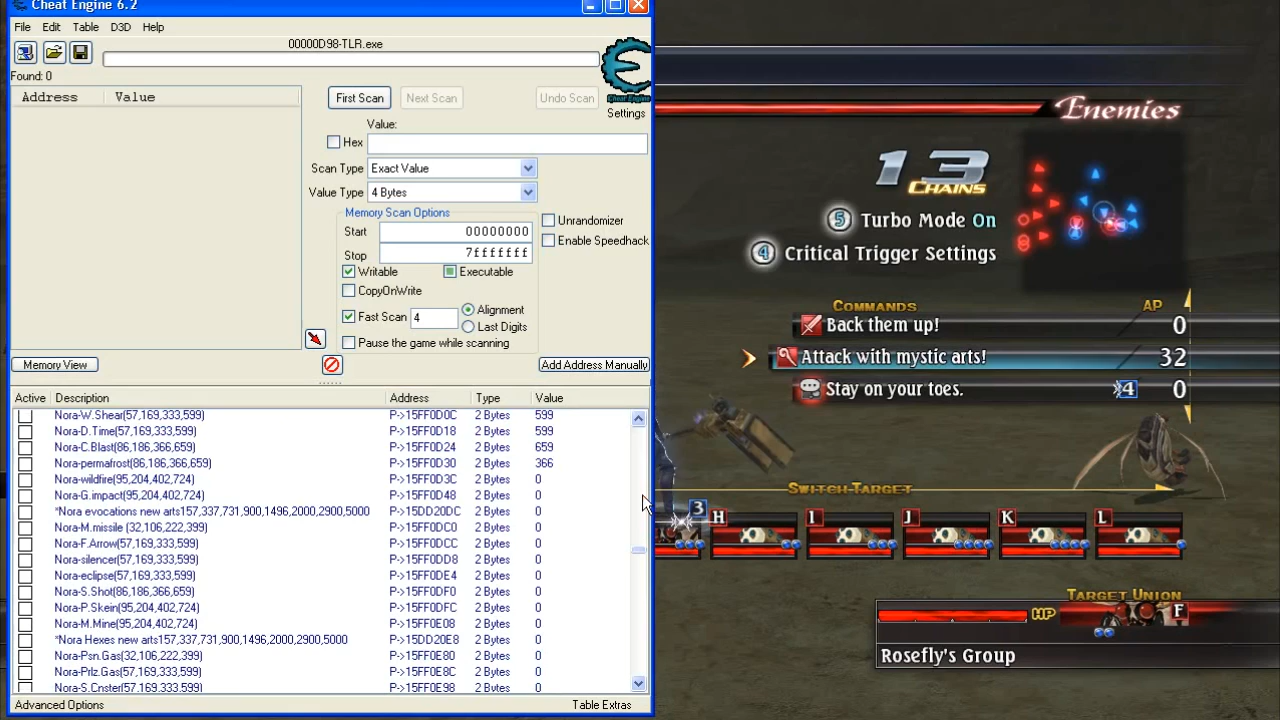 Cheat Engine 6.2
File Edit Table D3D Help
00000D98-TLR.exe
Found: 0
Address Value
First Scan Next Scan Undo Scan
Cheat Engine
Settings
Value:
Hex
Scan Type Exact Value
Value Type 4 Bytes
Memory Scan Options
Start 00000000
Stop 7fffffff
Unrandomizer
Enable Speedhack
Writable Executable
CopyOnWrite
Fast Scan 4 Alignment
Last Digits
Pause the game while scanning
Memory View Add Address Manually
Active Description Address Type Value
Nora-W.Shear(57,169,333,599) P->15FF0D0C 2 Bytes 599
Nora-D.Time(57,169,333,599) P->15FF0D18 2 Bytes 599
Nora-C.Blast(86,186,366,659) P->15FF0D24 2 Bytes 659
Nora-permafrost(86,186,366,659) P->15FF0D30 2 Bytes 366
Nora-wildfire(95,204,402,724) P->15FF0D3C 2 Bytes 0
Nora-G.impact(95,204,402,724) P->15FF0D48 2 Bytes 0
*Nora evocations new arts157,337,731,900,1496,2000,2900,5000 P->15DD20DC 2 Bytes 0
Nora-M.missile (32,106,222,399) P->15FF0DC0 2 Bytes 0
Nora-F.Arrow(57,169,333,599) P->15FF0DCC 2 Bytes 0
Nora-silencer(57,169,333,599) P->15FF0DD8 2 Bytes 0
Nora-eclipse(57,169,333,599) P->15FF0DE4 2 Bytes 0
Nora-S.Shot(86,186,366,659) P->15FF0DF0 2 Bytes 0
Nora-P.Skein(95,204,402,724) P->15FF0DFC 2 Bytes 0
Nora-M.Mine(95,204,402,724) P->15FF0E08 2 Bytes 0
*Nora Hexes new arts157,337,731,900,1496,2000,2900,5000 P->15DD20E8 2 Bytes 0
Nora-Psn.Gas(32,106,222,399) P->15FF0E80 2 Bytes 0
Nora-Prlz.Gas(57,169,333,599) P->15FF0E8C 2 Bytes 0
Nora-S.Cnster(57,169,333,599) P->15FF0E98 2 Bytes 0
Advanced Options Table Extras
Enemies
13
CHAINS
5 Turbo Mode On
4 Critical Trigger Settings
COMMANDS AP
Back them up! 0
Attack with mystic arts! 32
Stay on your toes. 4 0
SWITCH TARGET
3 H I J K L
TARGET UNION
HP F
Rosefly's Group